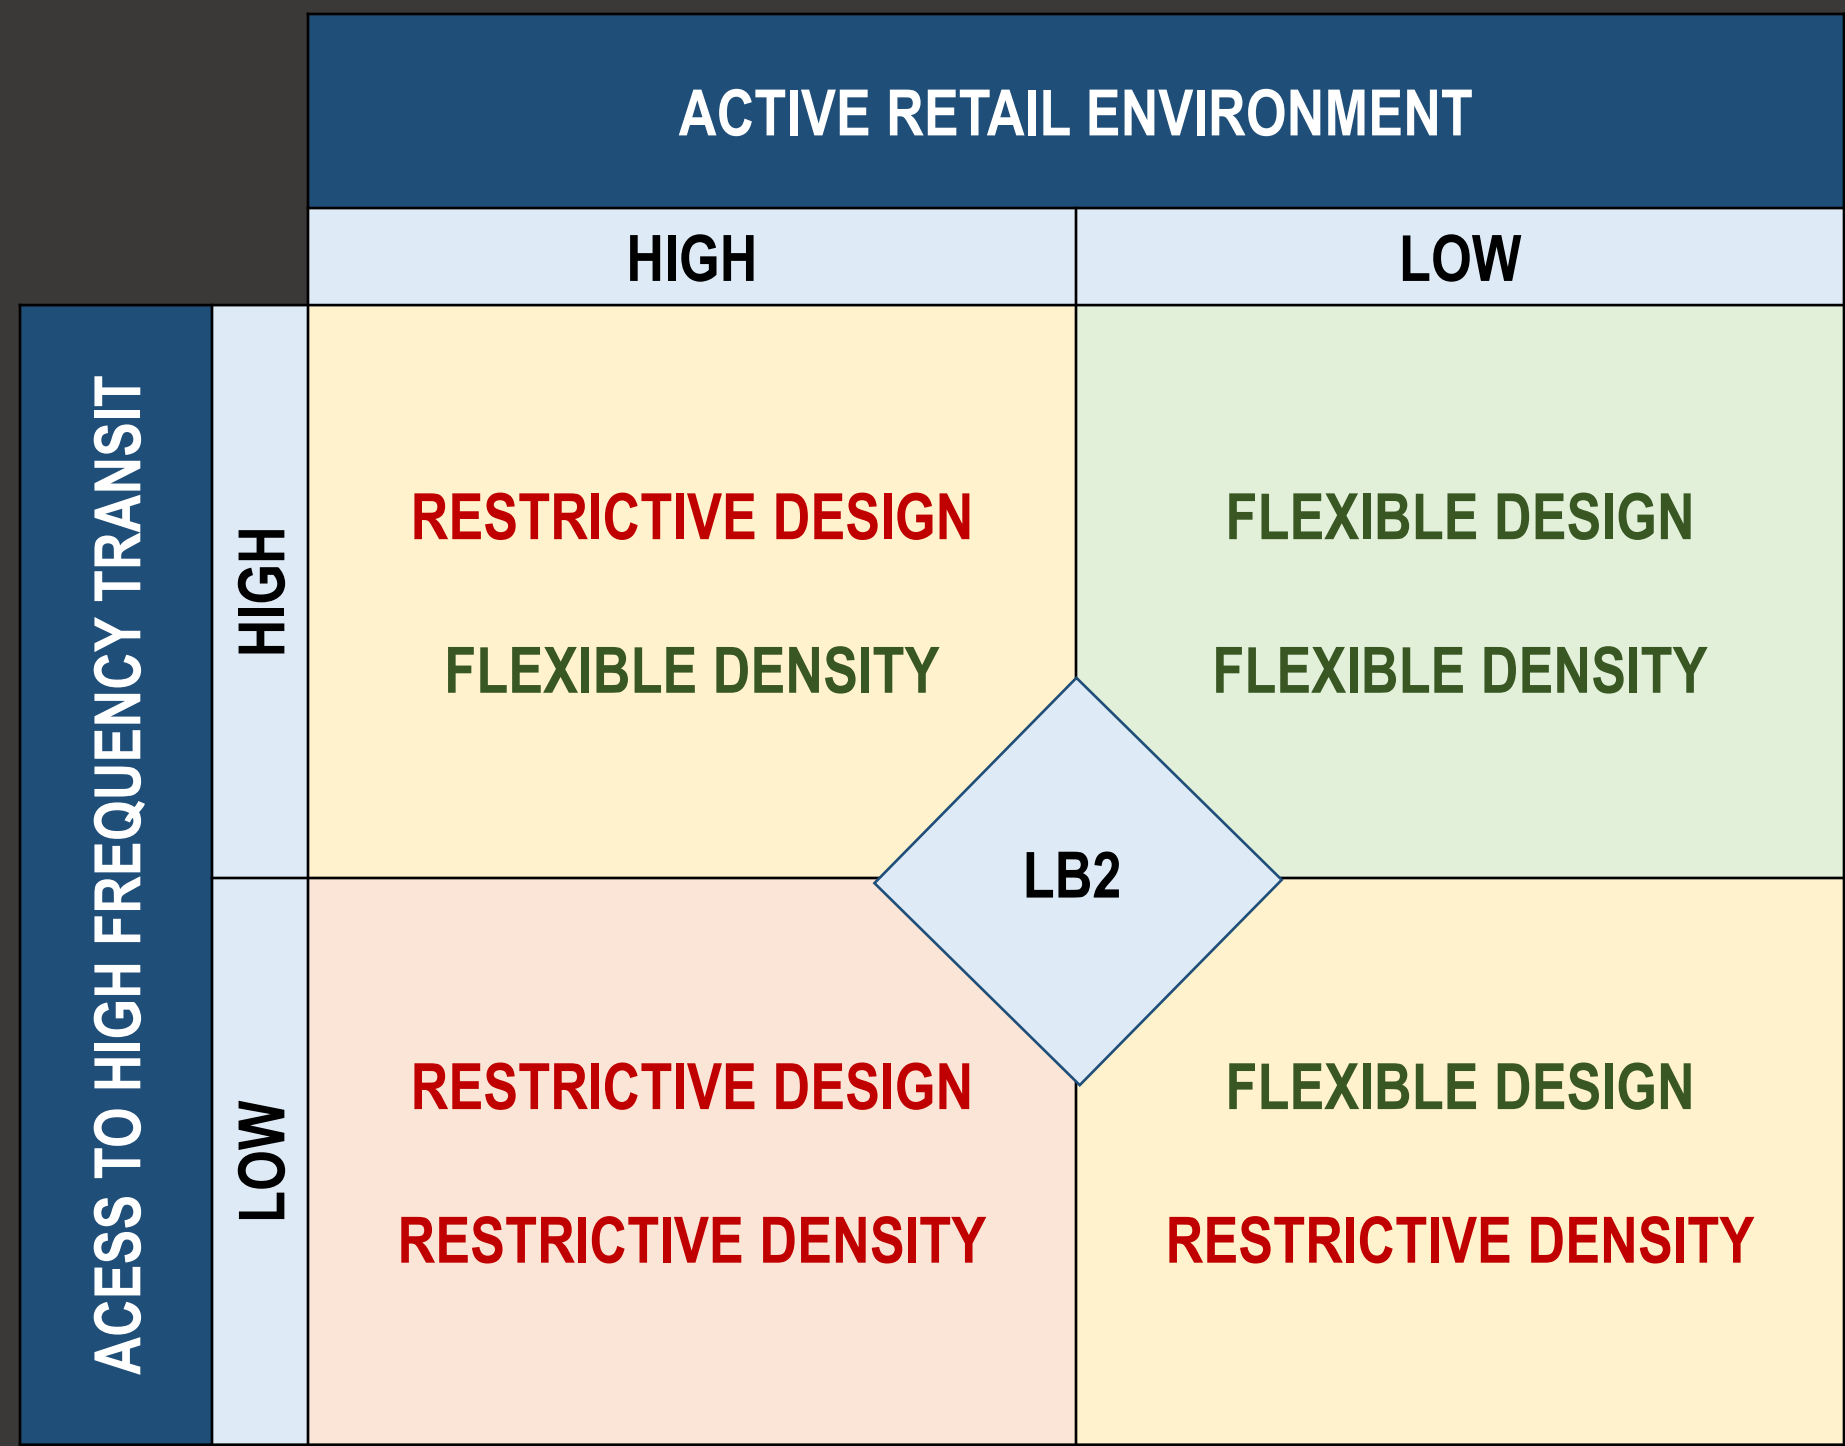 ACTIVE RETAIL ENVIRONMENT
HIGH
LOW
ACESS TO HIGH FREQUENCY TRANSIT
HIGH
RESTRICTIVE DESIGN
FLEXIBLE DENSITY
FLEXIBLE DESIGN
FLEXIBLE DENSITY
LB2
LOW
RESTRICTIVE DESIGN
RESTRICTIVE DENSITY
FLEXIBLE DESIGN
RESTRICTIVE DENSITY